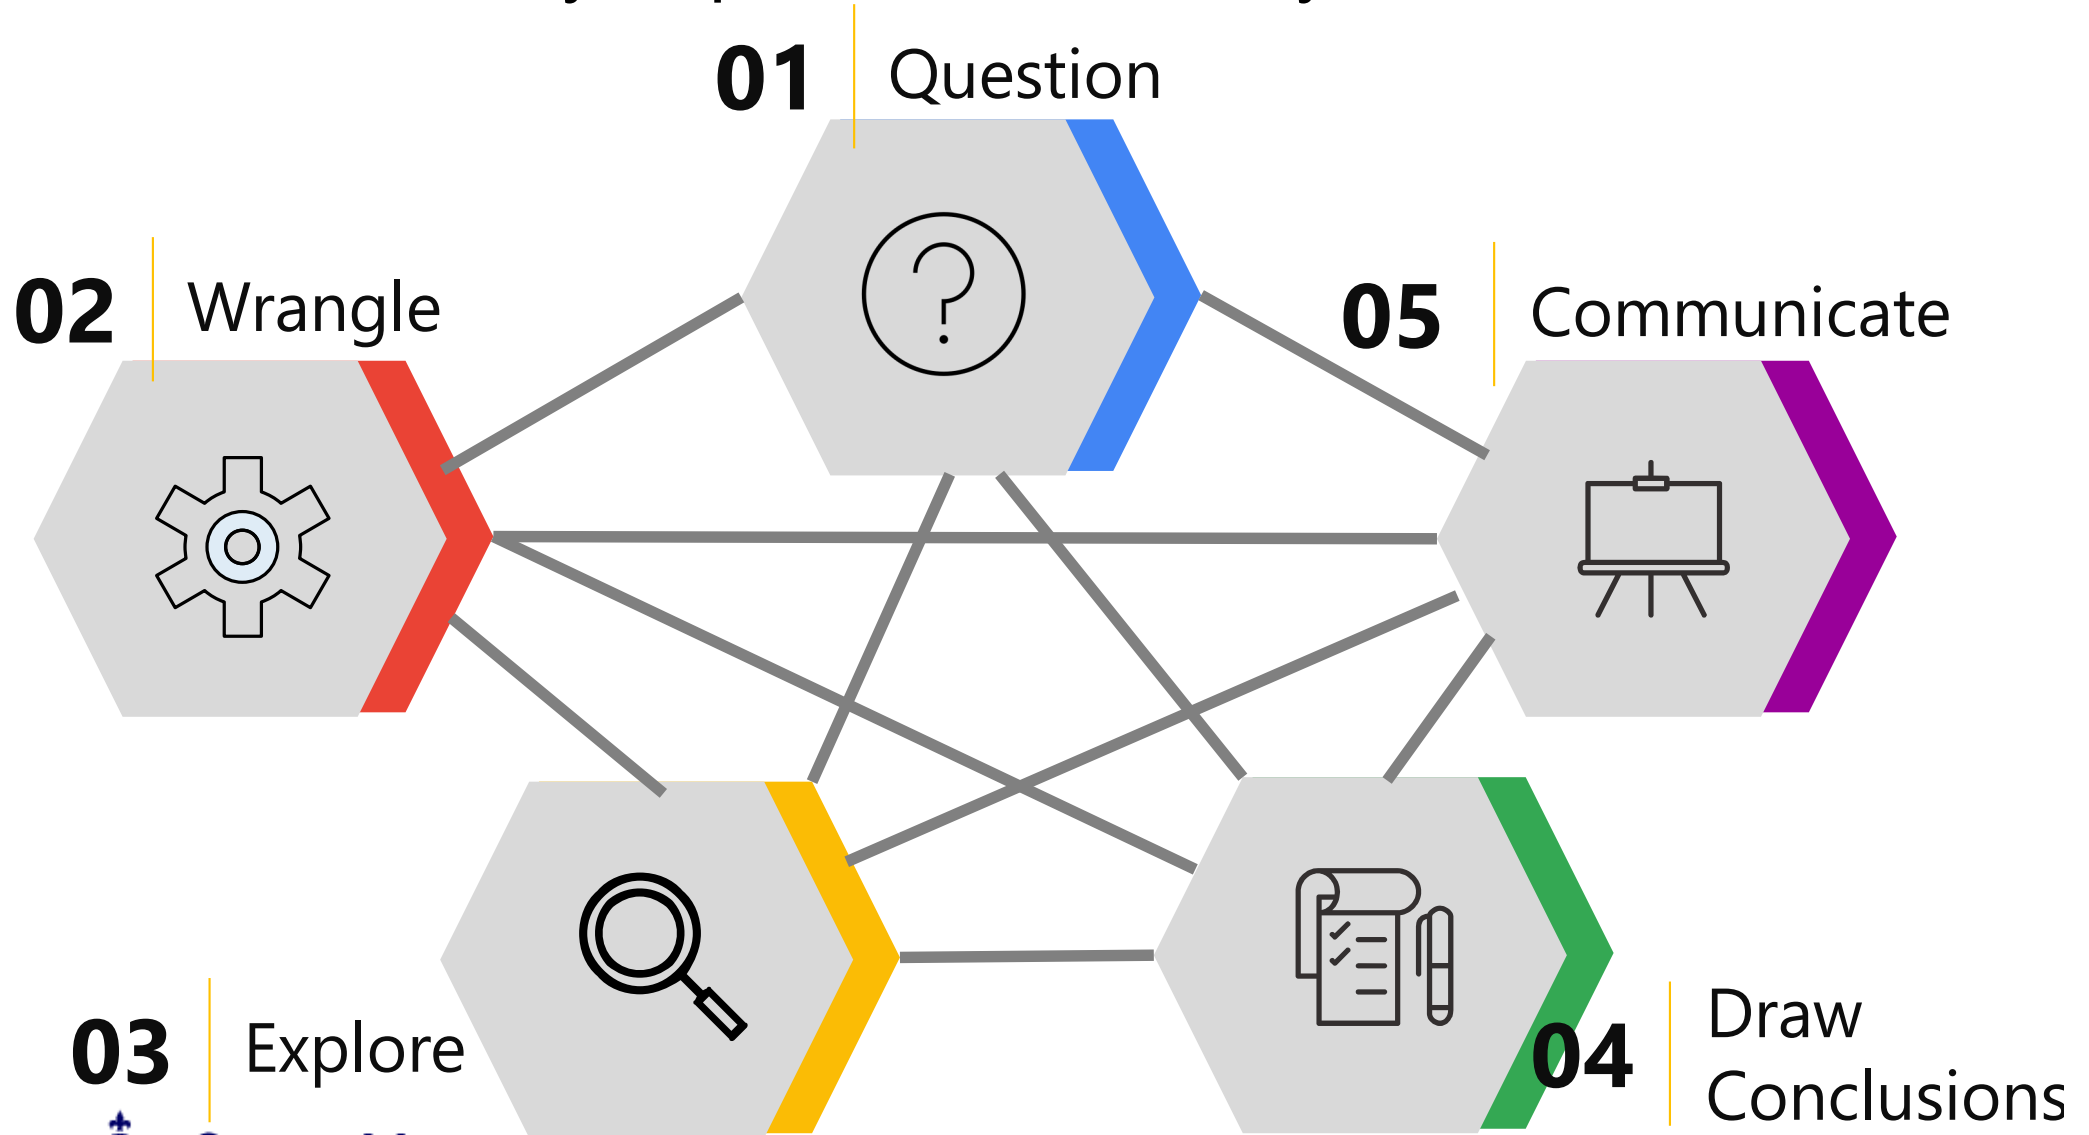 01 Question
02 Wrangle
05 Communicate
03 Explore
04 Draw
Conclusions